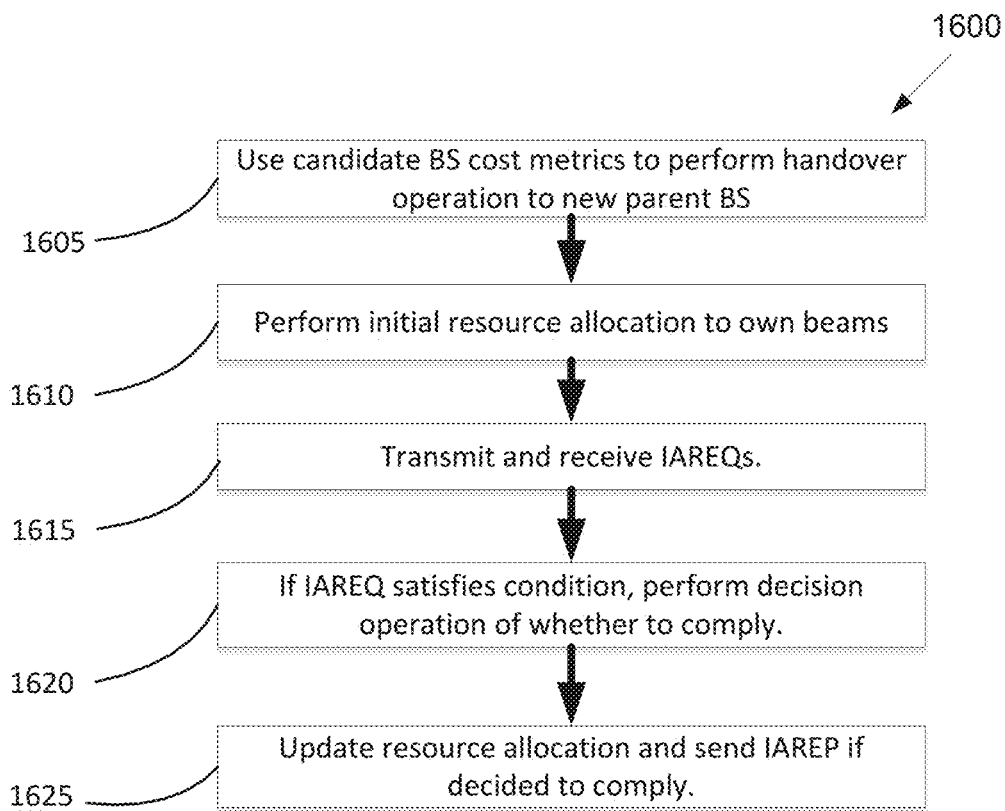 1600
Use candidate BS cost metrics to perform handover
operation to new parent BS
1605
Perform initial resource allocation to own beams
1610
Transmit and receive IAREQs.
1615
If IAREQ satisfies condition, perform decision
operation of whether to comply.
1620
Update resource allocation and send IAREP if
decided to comply.
1625